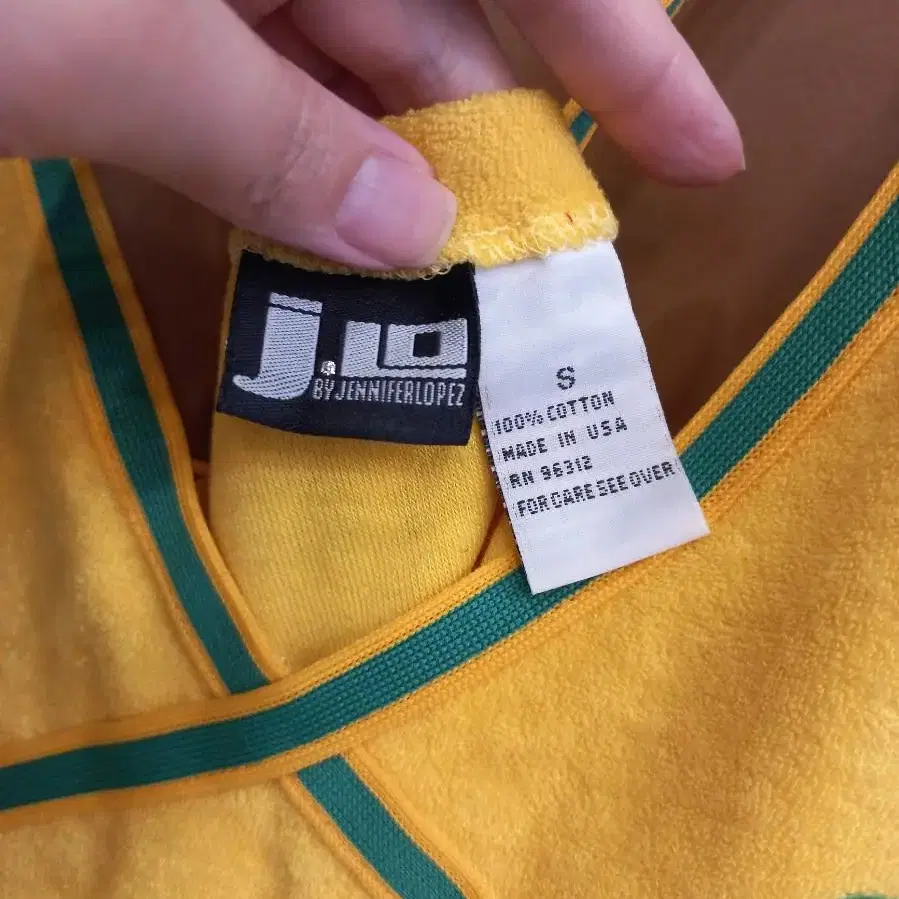 j.lo
BY JENNIFERLOPEZ
S
100% COTTON
MADE IN USA
RN 96312
FOR CARE SEE OVER